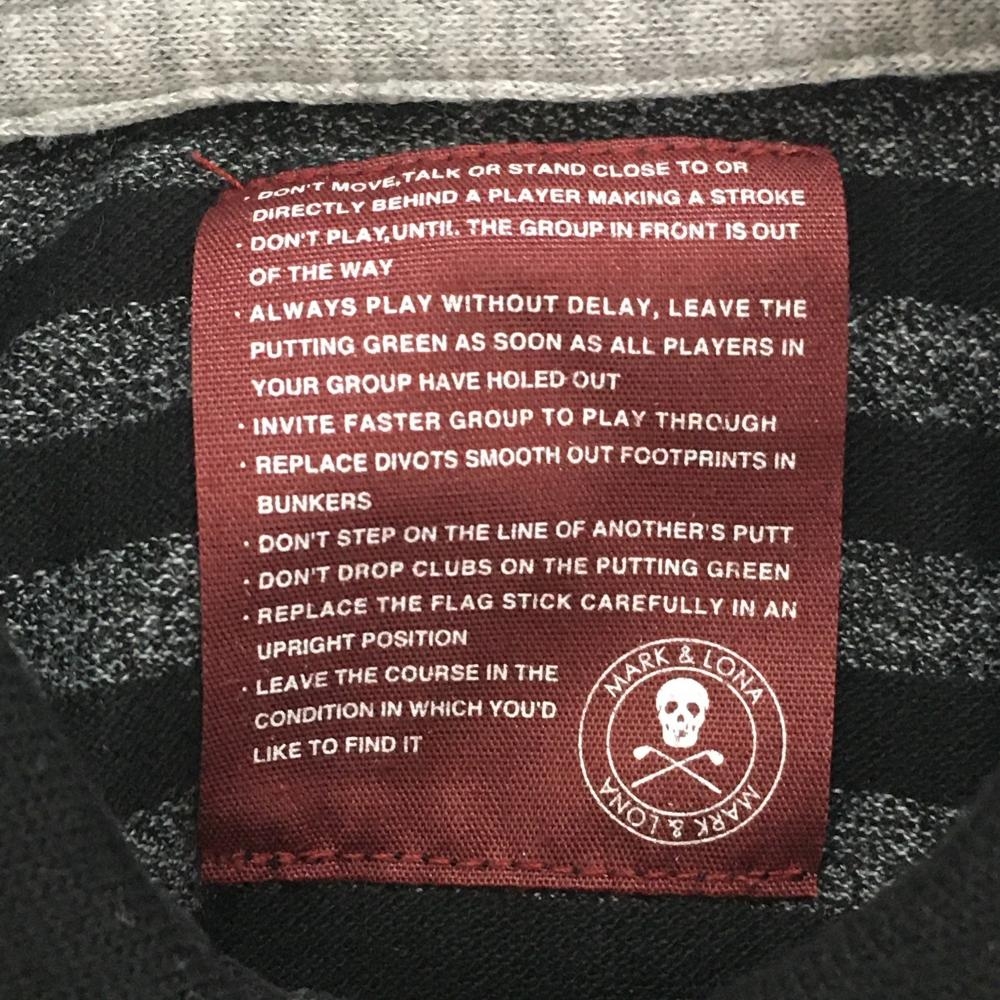 · DON'T MOVE, TALK OR STAND CLOSE TO OR
DIRECTLY BEHIND A PLAYER MAKING A STROKE
· DON'T PLAY, UNTIL. THE GROUP IN FRONT IS OUT
OF THE WAY
· ALWAYS PLAY WITHOUT DELAY, LEAVE THE
PUTTING GREEN AS SOON AS ALL PLAYERS IN
YOUR GROUP HAVE HOLED OUT
· INVITE FASTER GROUP TO PLAY THROUGH
· REPLACE DIVOTS SMOOTH OUT FOOTPRINTS IN
BUNKERS
· DON'T STEP ON THE LINE OF ANOTHER'S PUTT
· DON'T DROP CLUBS ON THE PUTTING GREEN
· REPLACE THE FLAG STICK CAREFULLY IN AN
UPRIGHT POSITION
· LEAVE THE COURSE IN THE
CONDITION IN WHICH YOU'D
LIKE TO FIND IT
MARK & LONA
MARK & LONA